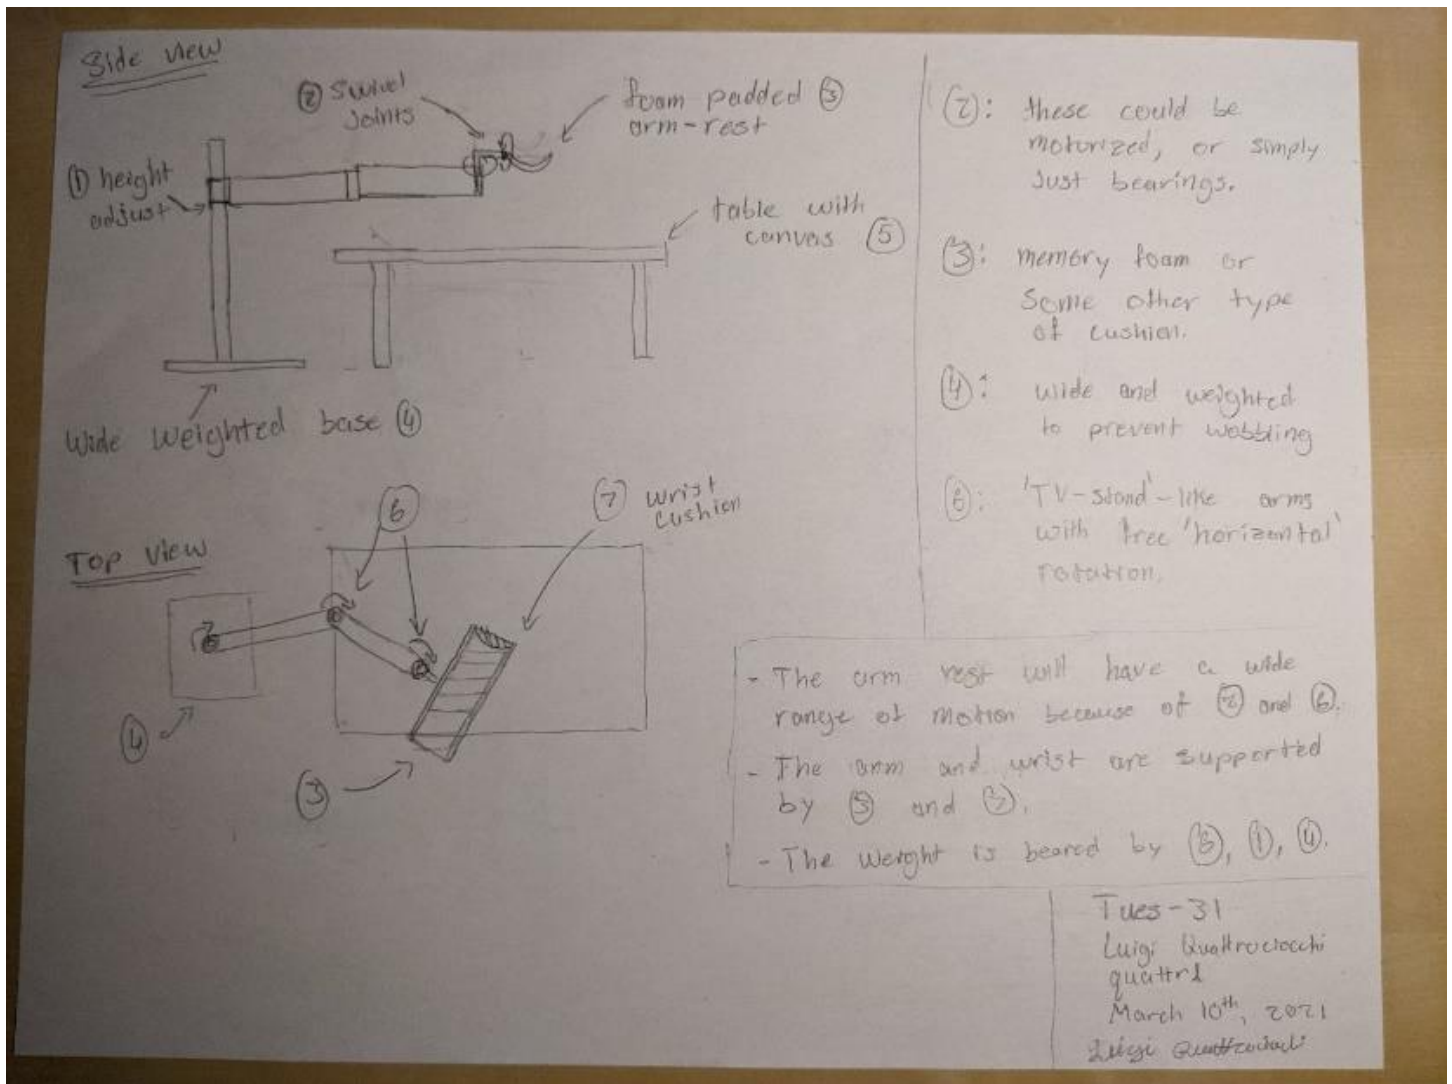 Side view
② Swivel
Joints
foam padded ③
arm-rest
① height
adjust
table with
canvas ⑤
Wide weighted base ④
Top view
⑥
⑦ wrist
cushion
④
③
②: these could be
motorized, or simply
just bearings.
③: memory foam or
some other type
of cushion.
④: wide and weighted
to prevent wobbling
⑥: 'TV-stand'-like arms
with free 'horizontal'
rotation.
- The arm rest will have a wide
range of motion because of ② and ⑥.
- The arm and wrist are supported
by ③ and ⑦.
- The weight is beared by ⑥, ①, ④.
Tues-31
Luigi Quattrociocchi
quattrl
March 10th, 2021
Luigi Quattrociocchi